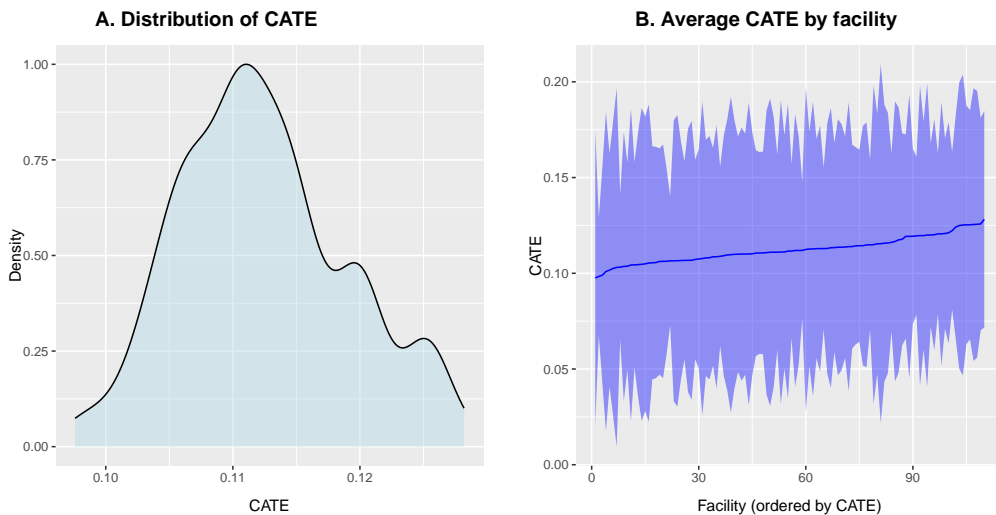 A. Distribution of CATE
Density
1.00
0.75
0.50
0.25
0.00
0.10
0.11
0.12
CATE
B. Average CATE by facility
CATE
0.20
0.15
0.10
0.05
0.00
0
30
60
90
Facility (ordered by CATE)